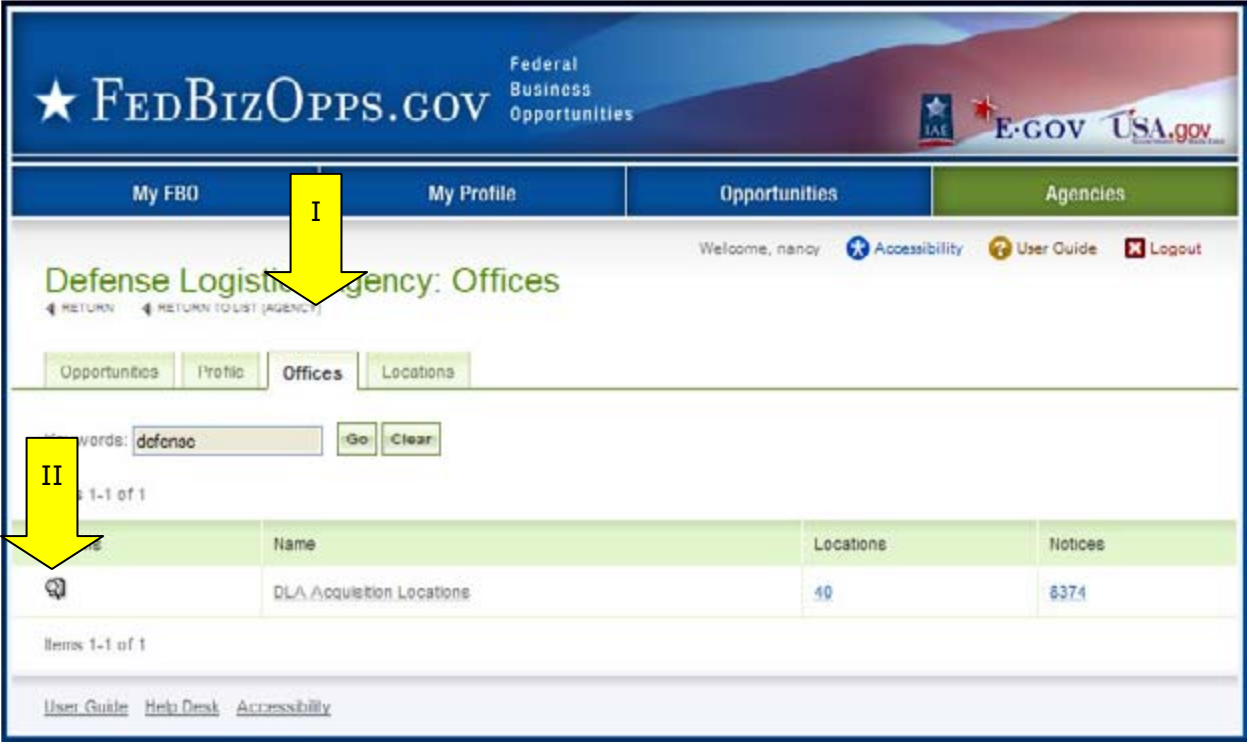 ★ FEDBIZOPPS.GOV
Federal
Business
Opportunities
IAE
E-GOV
USA.gov
My FBO
My Profile
Opportunities
Agencies
I
Welcome, nancy
Accessibility
User Guide
Logout
Defense Logistic gency: Offices
RETURN
RETURN TO LIST [AGENCY]
Opportunities
Profile
Offices
Locations
words: defense
Go
Clear
II
1-1 of 1
Name
Locations
Notices
DLA Acquisition Locations
40
8374
Items 1-1 of 1
User Guide
Help Desk
Accessibility